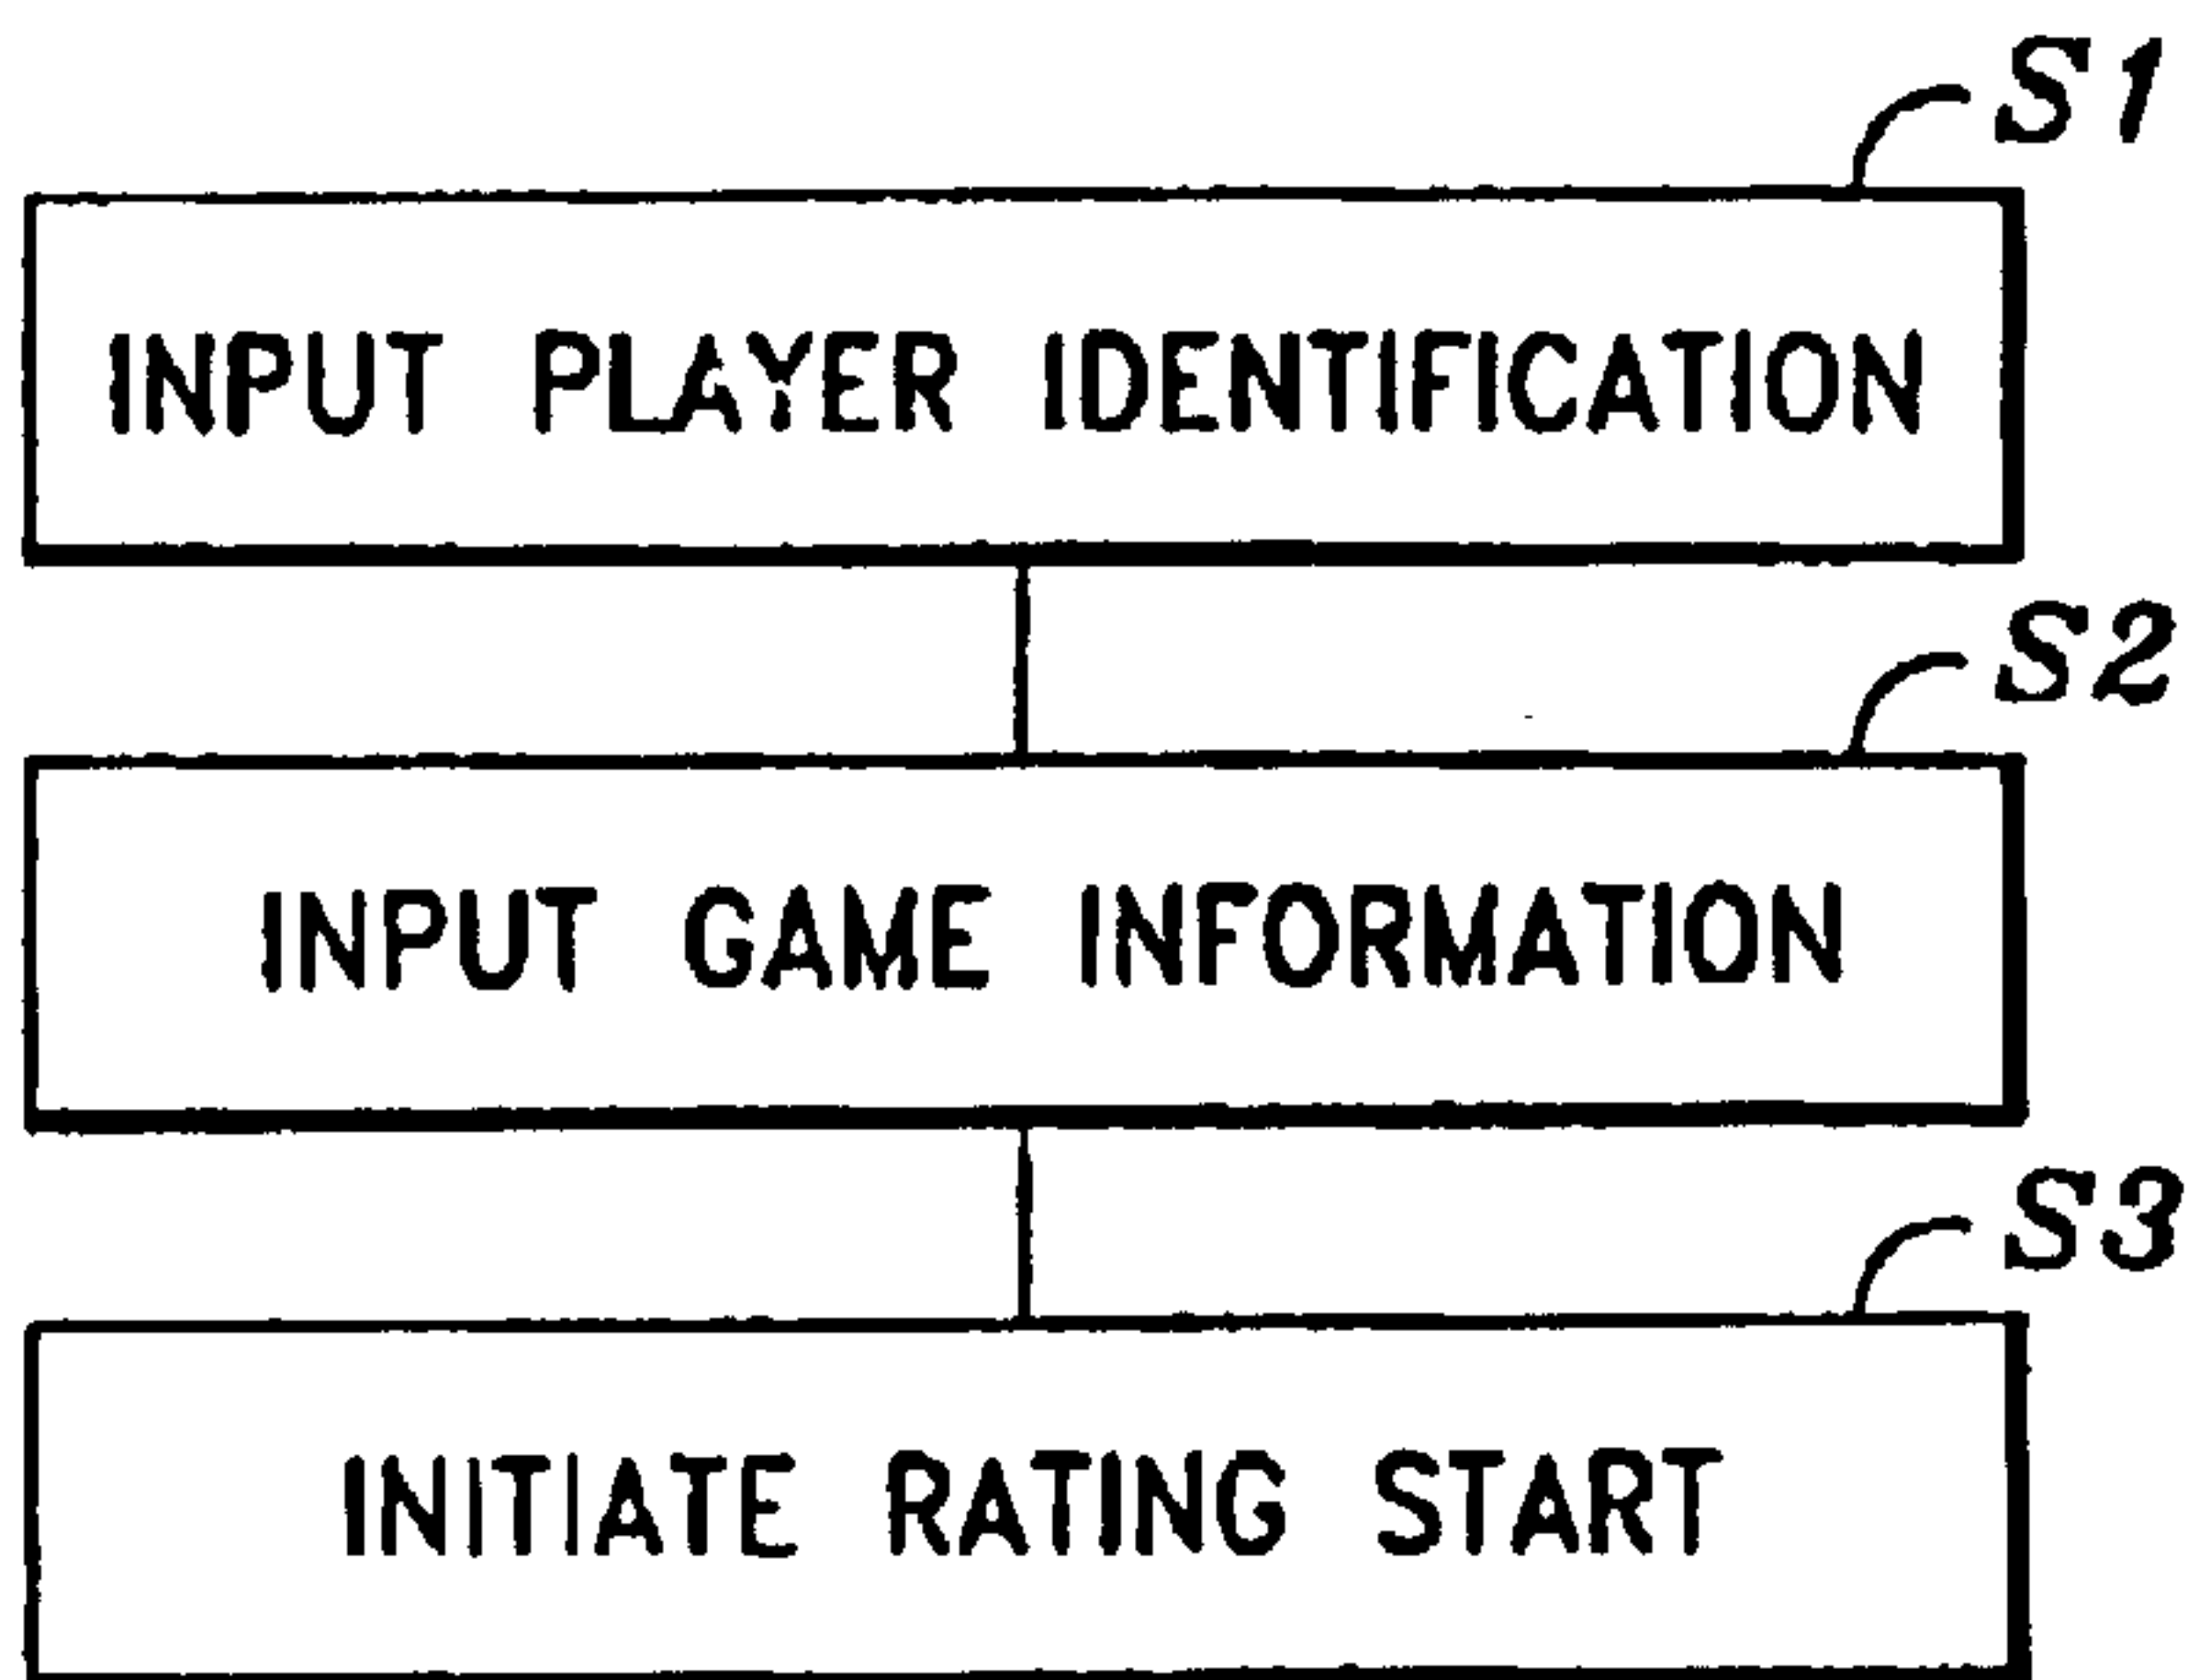 S1
INPUT PLAYER IDENTIFICATION
S2
INPUT GAME INFORMATION
S3
INITIATE RATING START